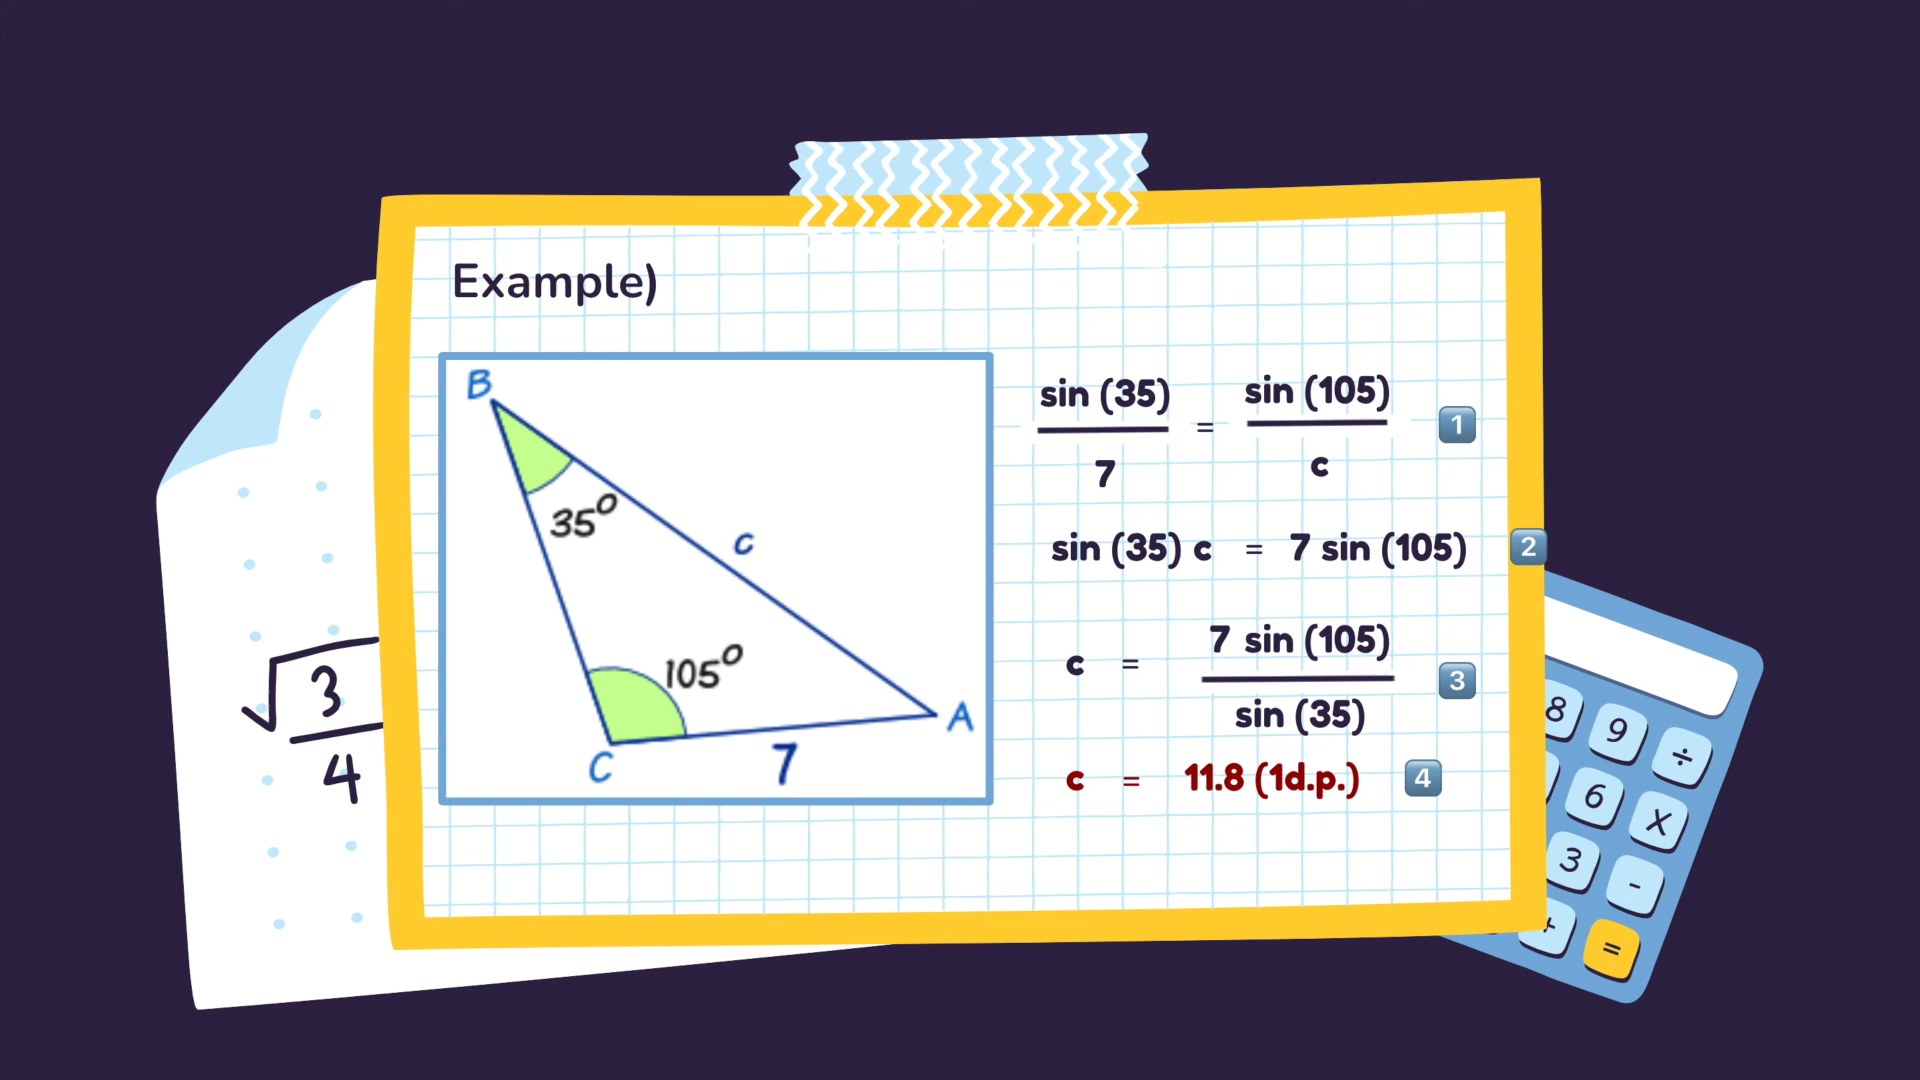 Example)
B
35°
c
105°
A
C
7
sin (35)
7
=
sin (105)
c
1
sin (35) c = 7 sin (105)
2
c = 7 sin (105)
sin (35)
3
c = 11.8 (1d.p.)
4
√3
4
8 9 ÷
6 X
3 -
+ =